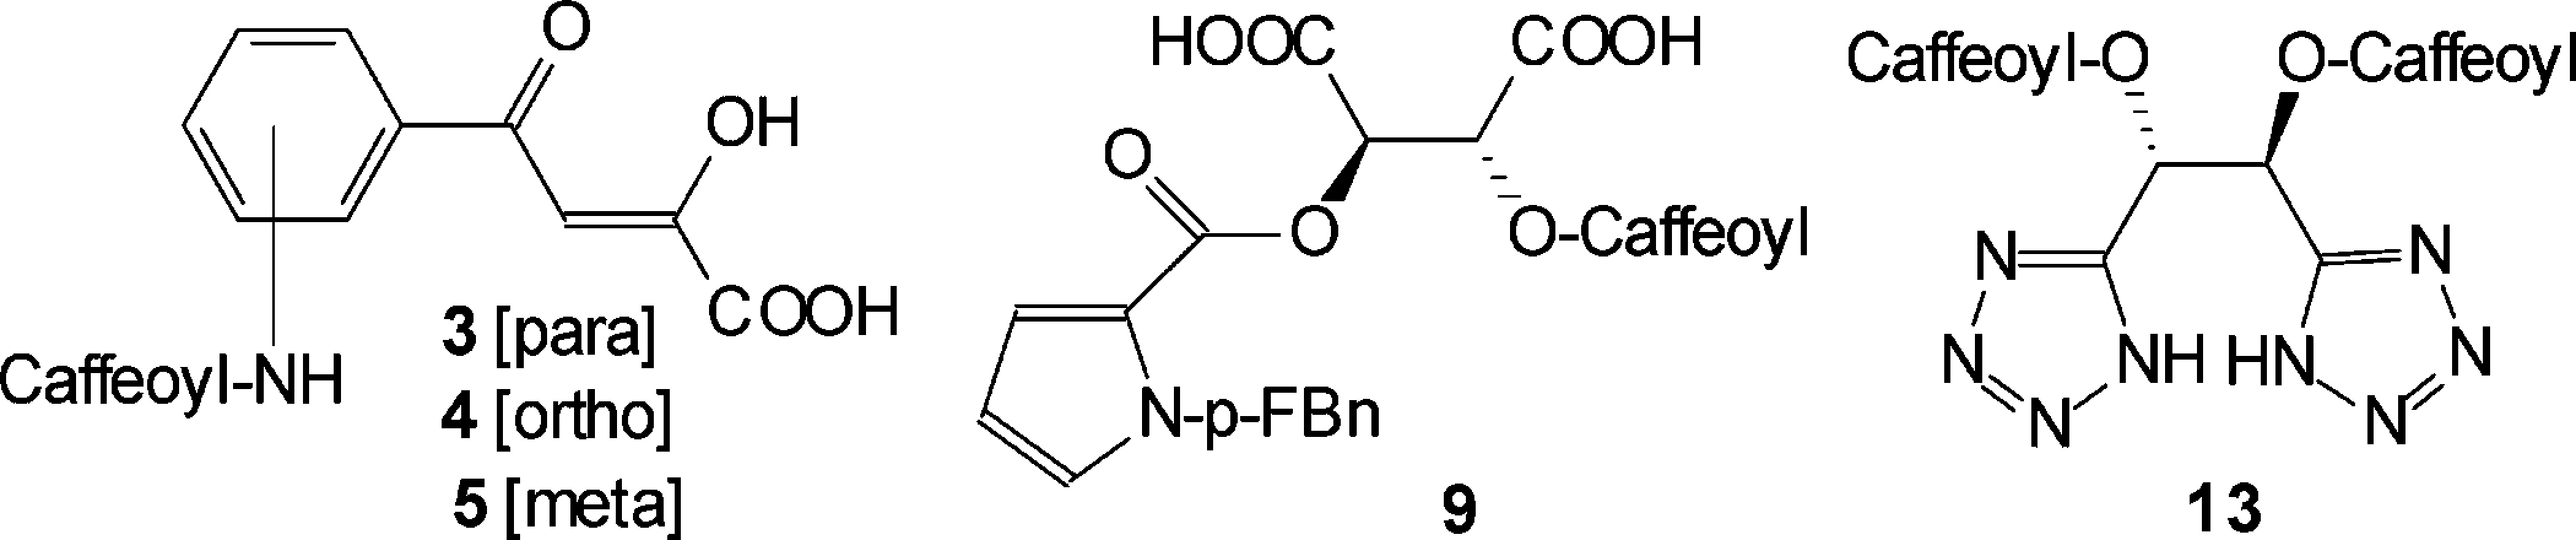 O
OH
COOH
Caffeoyl-NH
3 [para]
4 [ortho]
5 [meta]
HOOC
COOH
O
O
O-Caffeoyl
N-p-FBn
9
Caffeoyl-O
O-Caffeoyl
N
N
N
NH
N
N
N
HN
13